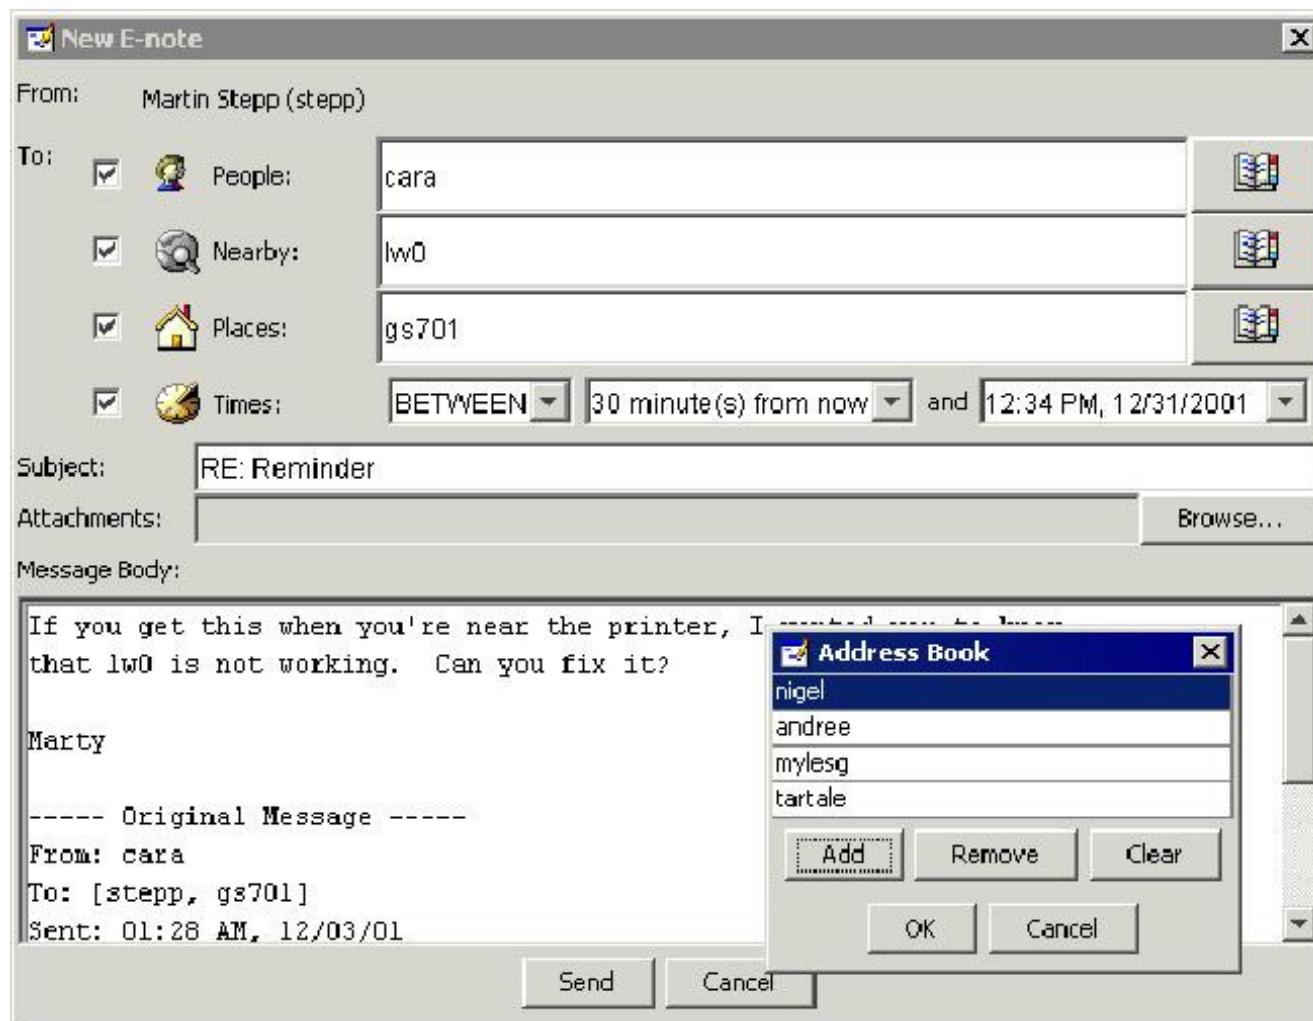 New E-note
From: Martin Stepp (stepp)
To: People: cara
Nearby: lw0
Places: gs701
Times: BETWEEN 30 minute(s) from now and 12:34 PM, 12/31/2001
Subject: RE: Reminder
Attachments: Browse...
Message Body:
If you get this when you're near the printer, I wanted you to know
that lw0 is not working. Can you fix it?
Marty
----- Original Message -----
From: cara
To: [stepp, gs701]
Sent: 01:28 AM, 12/03/01
Address Book
nigel
andree
mylesg
tartale
Add Remove Clear
OK Cancel
Send Cancel